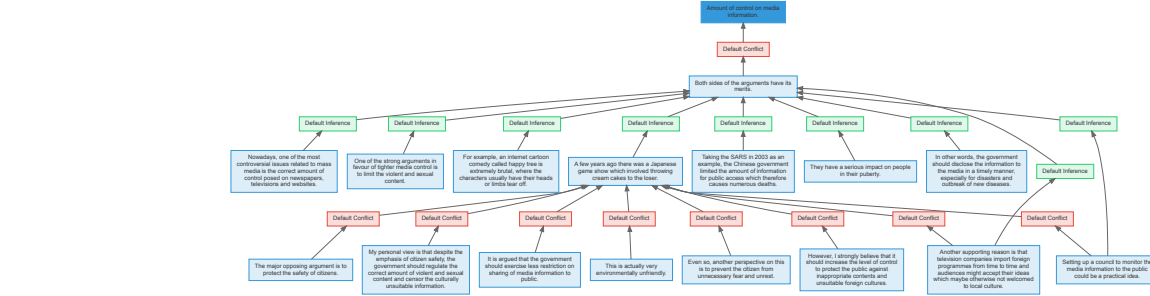 Amount of control on media
information.
Default Conflict
Both sides of the arguments have its
merits.
Default Inference
Default Inference
Default Inference
Default Inference
Default Inference
Default Inference
Default Inference
Default Inference
Nowadays, one of the most
controversial issues related to mass
media is the correct amount of
control posed on newspapers,
televisions and websites.
One of the strong arguments in
favour of tighter media control is
to limit the violent and sexual
content.
For example, an internet cartoon
comedy called happy tree is
extremely brutal, where the
characters usually have their heads
or limbs tear off.
A few years ago there was a Japanese
game show which involved throwing
cream cakes to the loser.
Taking the SARS in 2003 as an
example, the Chinese government
limited the amount of information
for public access which therefore
causes numerous deaths.
They have a serious impact on people
in their puberty.
In other words, the government
should disclose the information to
the media in a timely manner,
especially for disasters and
outbreak of new diseases.
Default Inference
Default Conflict
Default Conflict
Default Conflict
Default Conflict
Default Conflict
Default Conflict
Default Conflict
Default Conflict
The major opposing argument is to
protect the safety of citizens.
My personal view is that despite the
emphasis of citizen safety, the
government should regulate the
correct amount of violent and sexual
content and censor the culturally
unsuitable information.
It is argued that the government
should exercise less restriction on
sharing of media information to
public.
This is actually very
environmentally unfriendly.
Even so, another perspective on this
is to prevent the citizen from
unnecessary fear and unrest.
However, I strongly believe that it
should increase the level of control
to protect the public against
inappropriate contents and
unsuitable foreign cultures.
Another supporting reason is that
television companies import foreign
programmes from time to time and
audiences might accept their ideas
which maybe otherwise not welcomed
to local culture.
Setting up a council to monitor the
media information to the public
could be a practical idea.